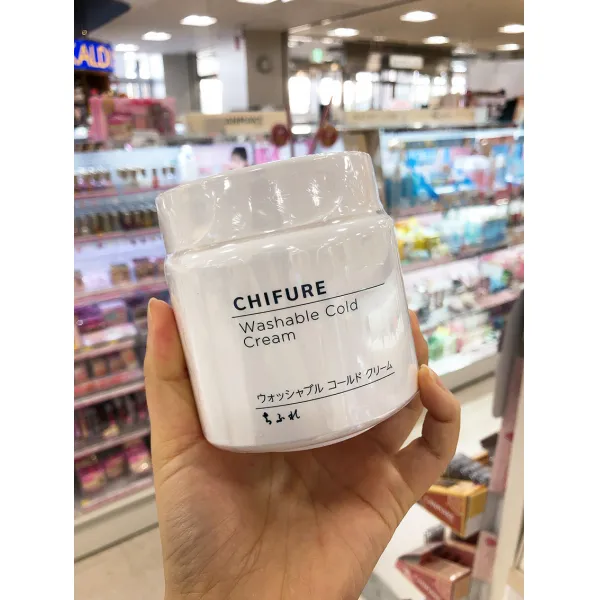 KALDI
CHIFURE
Washable Cold
Cream
ウォッシャブル コールド クリーム
ちふれ